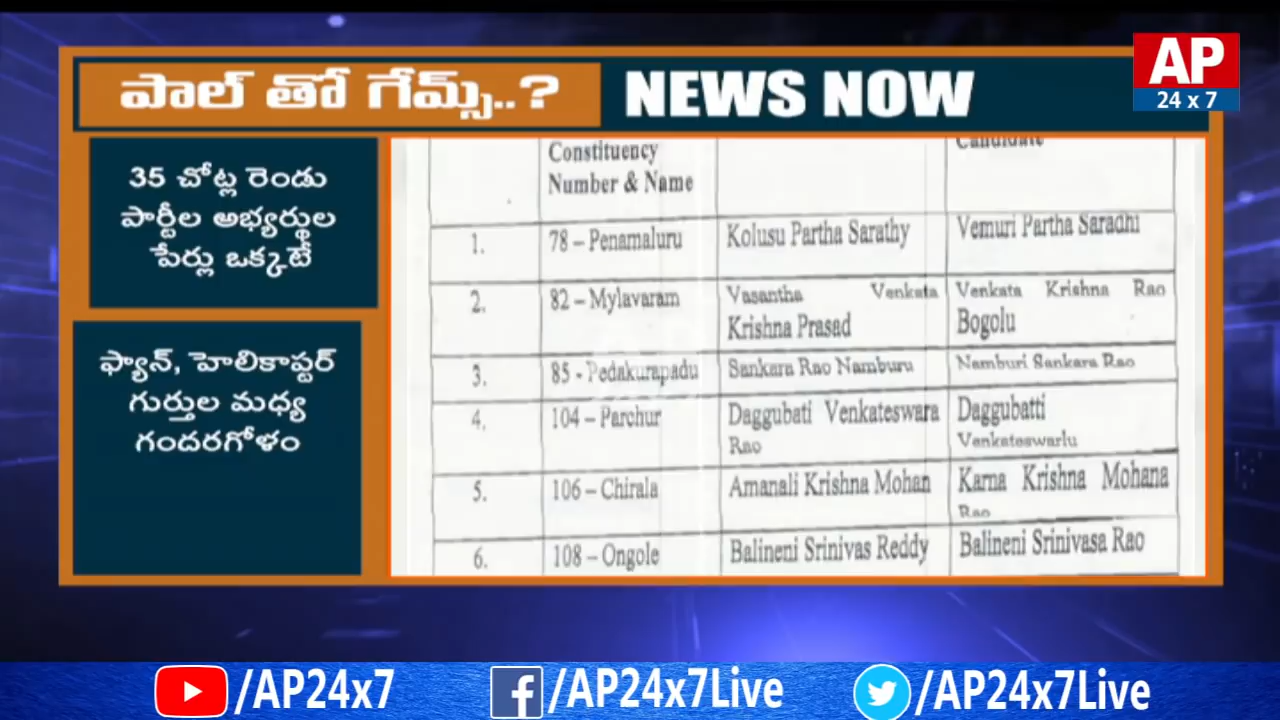 పాల్ తో గేమ్స్..?
NEWS NOW
AP
24 x 7
35 చోట్ల రెండు
పార్టీల అభ్యర్థుల
పేర్లు ఒక్కటే
ఫ్యాన్, హెలికాప్టర్
గుర్తుల మధ్య
గందరగోళం
Constituency
Number & Name
Candidate
1. 78 – Penamaluru Kolusu Partha Sarathy Vemuri Partha Saradhi
2. 82 – Mylavaram Vasantha Venkata Venkata Krishna Rao
Krishna Prasad Bogolu
3. 85 - Pedakurapadu Sankara Rao Namburu Namburi Sankara Rao
4. 104 – Parchur Daggubati Venkateswara Daggubatti
Rao Venkateswarlu
5. 106 – Chirala Amanali Krishna Mohan Karna Krishna Mohana
Rao
6. 108 – Ongole Balineni Srinivas Reddy Balineni Srinivasa Rao
/AP24x7
/AP24x7Live
/AP24x7Live